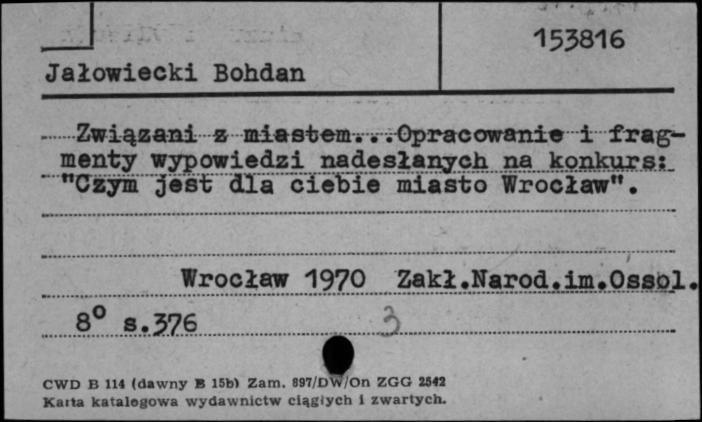 153816
Jałowiecki Bohdan
Związani z miastem...Opracowanie i frag-
menty wypowiedzi nadesłanych na konkurs:
"Czym jest dla ciebie miasto Wrocław".
Wrocław 1970 Zakł.Narod.im.Ossol.
8° s.376 3
CWD B 114 (dawny B 15b) Zam. 897/DW/On ZGG 2542
Karta katalogowa wydawnictw ciągłych i zwartych.